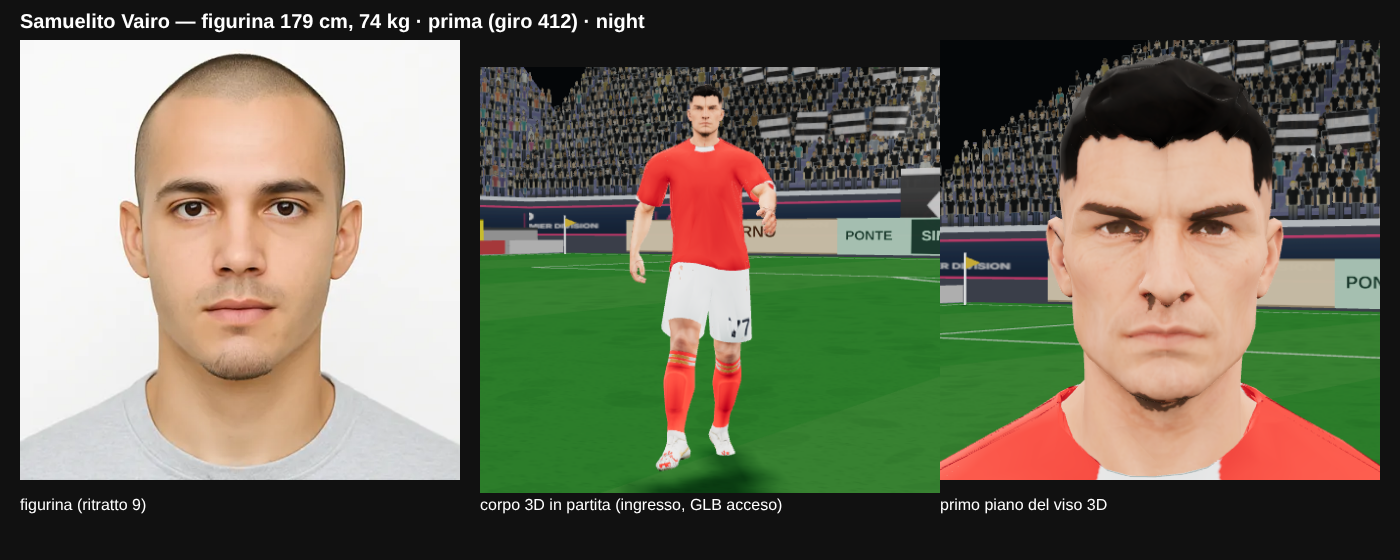 Samuelito Vairo — figurina 179 cm, 74 kg · prima (giro 412) · night
MIER DIVISION
RNO
PONTE
SI
7
R DIVISION
PON
figurina (ritratto 9)
corpo 3D in partita (ingresso, GLB acceso)
primo piano del viso 3D